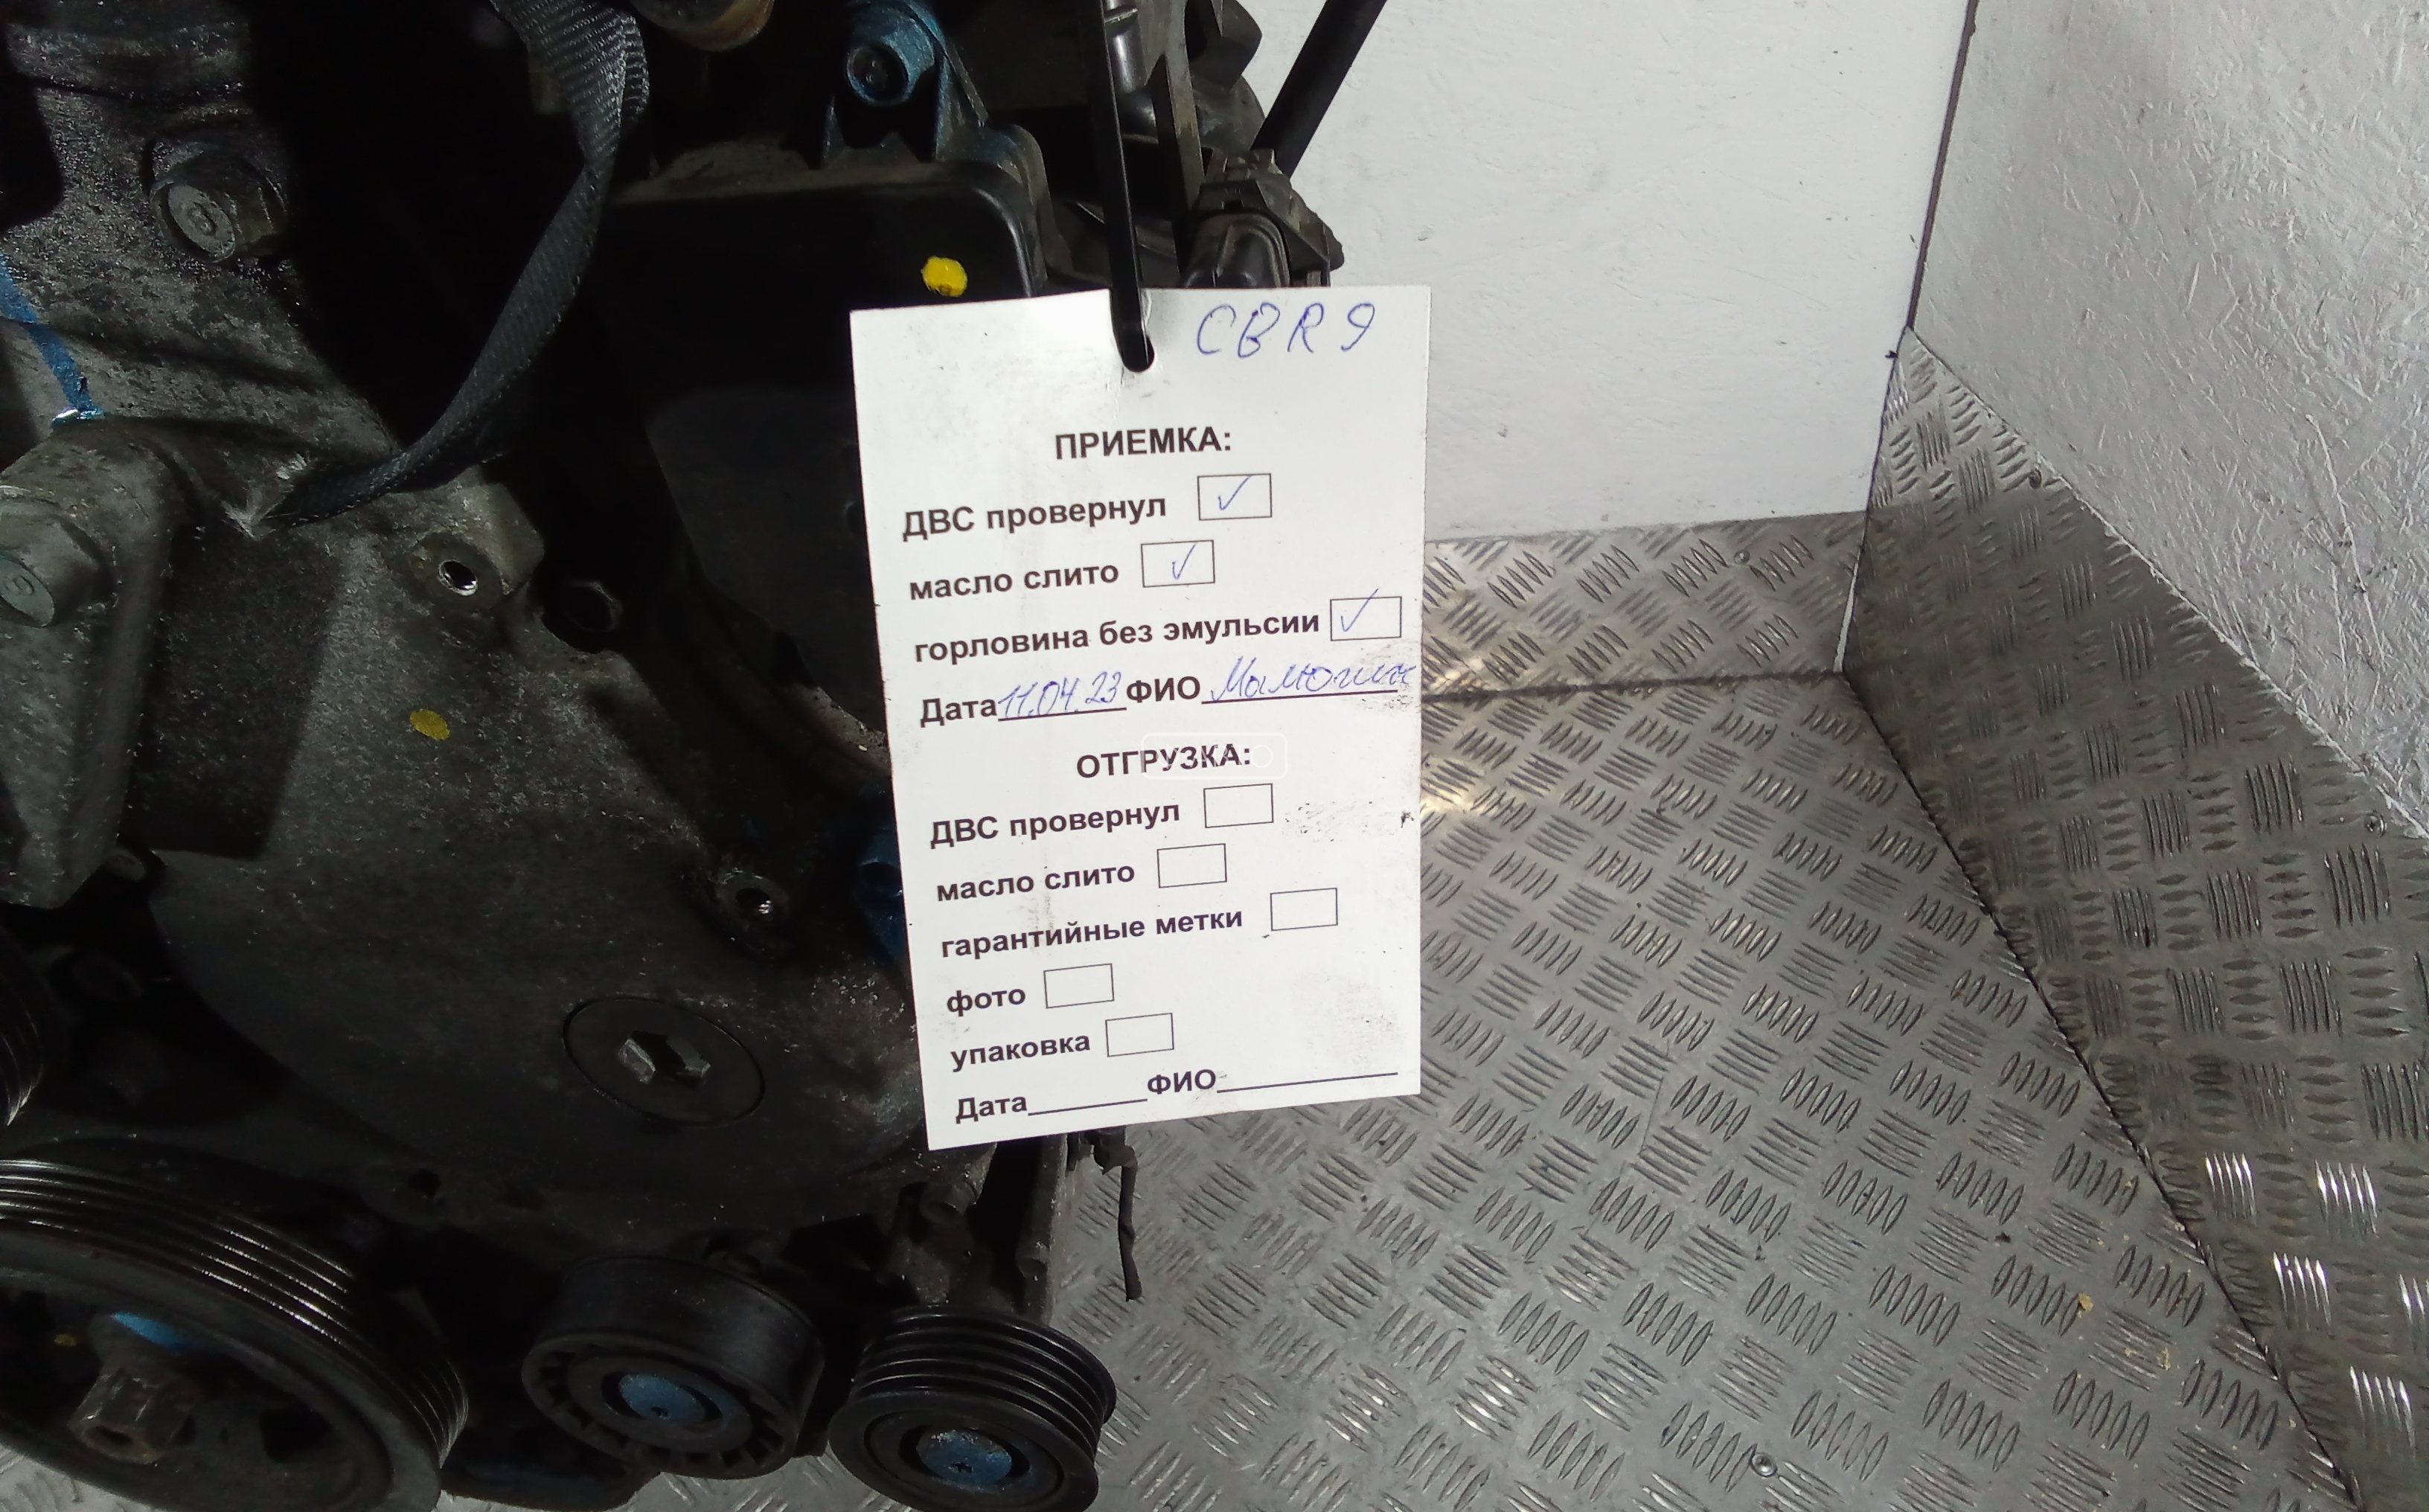 CBR9
ПРИЕМКА:
ДВС провернул
масло слито
горловина без эмульсии
Дата 11.04.23 ФИО Малюгин
ОТГРУЗКА:
ДВС провернул
масло слито
гарантийные метки
фото
упаковка
Дата ФИО